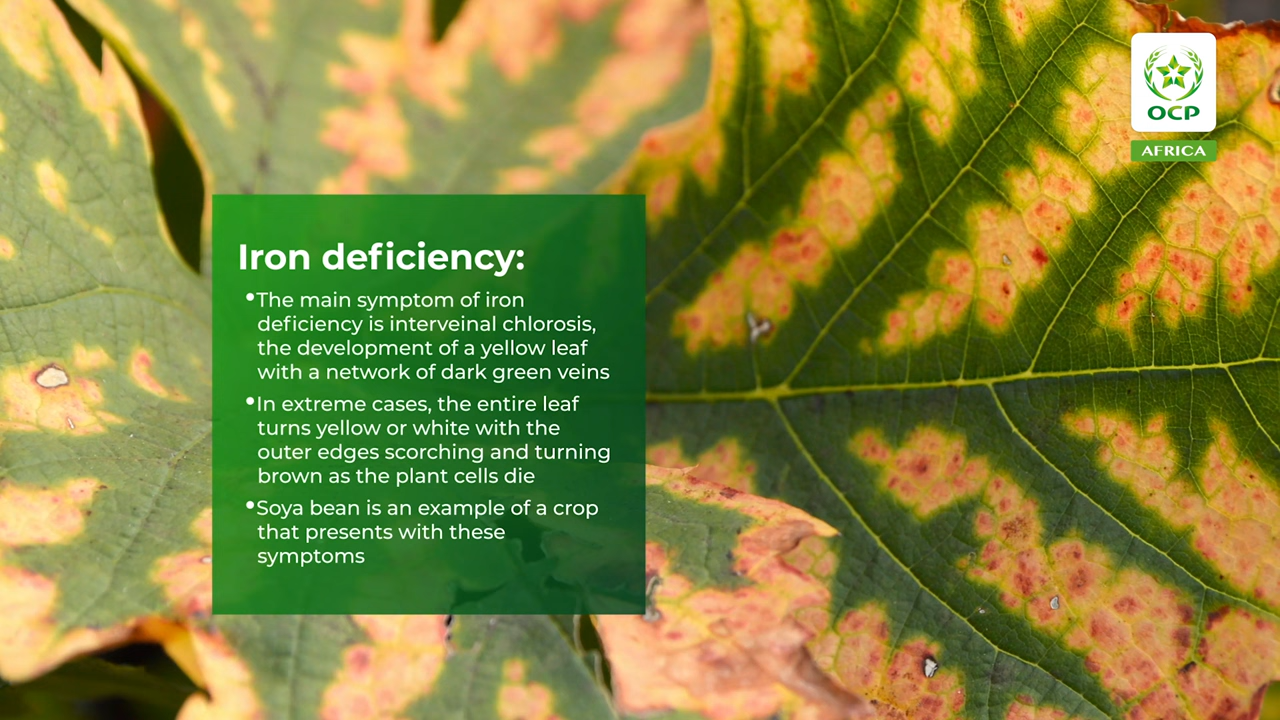 OCP
AFRICA
Iron deficiency:
•The main symptom of iron
deficiency is interveinal chlorosis,
the development of a yellow leaf
with a network of dark green veins
•In extreme cases, the entire leaf
turns yellow or white with the
outer edges scorching and turning
brown as the plant cells die
•Soya bean is an example of a crop
that presents with these
symptoms